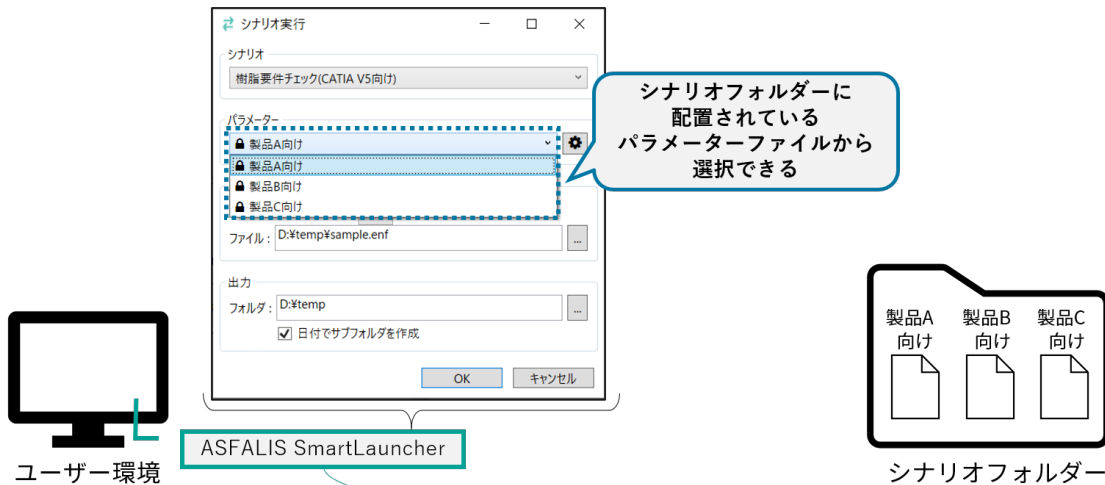 シナリオ実行
シナリオ
樹脂要件チェック(CATIA V5向け)
パラメーター
製品A向け
製品A向け
製品B向け
製品C向け
ファイル : D:¥temp¥sample.enf
...
出力
フォルダ : D:¥temp
...
日付でサブフォルダを作成
OK キャンセル
シナリオフォルダーに
配置されている
パラメーターファイルから
選択できる
ASFALIS SmartLauncher
ユーザー環境
製品A 製品B 製品C
向け 向け 向け
シナリオフォルダー